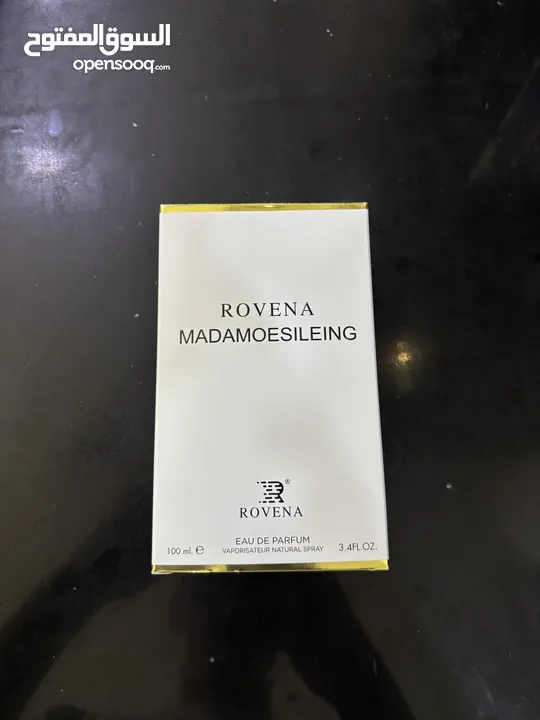 السوق المفتوح
opensooq.com
ROVENA
MADAMOESILEING
R®
ROVENA
EAU DE PARFUM
100 ml. e VAPORISATEUR NATURAL SPRAY 3.4FL.OZ.